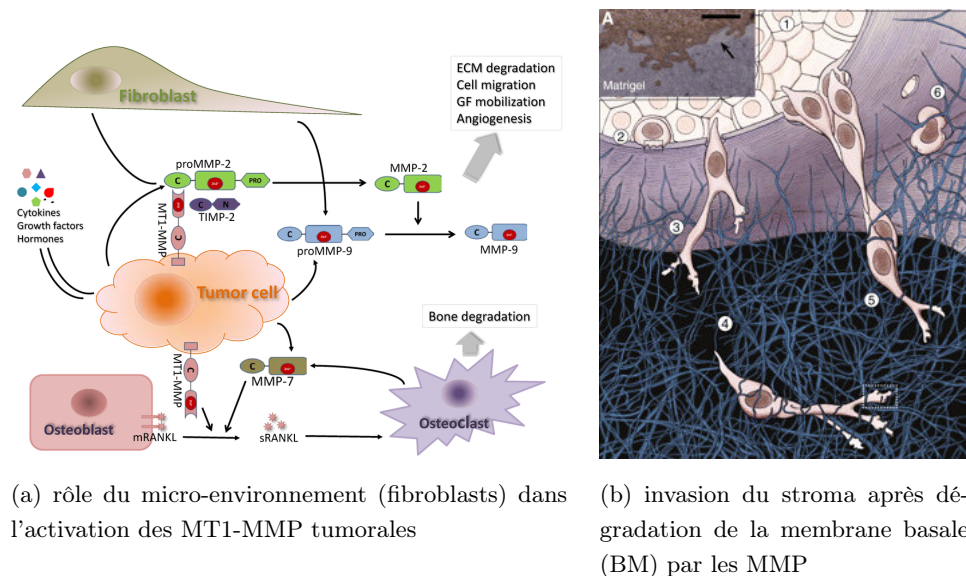 ECM degradation
Cell migration
GF mobilization
Angiogenesis
Fibroblast
proMMP-2
C
PRO
MMP-2
C
C N
TIMP-2
MT1-MMP
C
Cytokines
Growth factors
Hormones
C
PRO
proMMP-9
C
MMP-9
Tumor cell
Bone degradation
MT1-MMP
C
C
MMP-7
Osteoblast
mRANKL
sRANKL
Osteoclast
A
Matrigel
1
2
3
4
5
6
(a) rôle du micro-environnement (fibroblasts) dans
l'activation des MT1-MMP tumorales
(b) invasion du stroma après dé-
gradation de la membrane basale
(BM) par les MMP